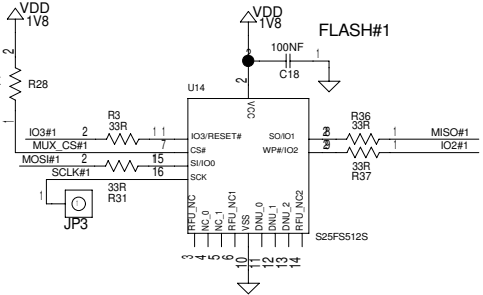 VDD
1V8
VDD
1V8
FLASH#1
100NF
C18
1
2
R28
1
U14
2
VCC
IO3#1
2
R3
33R
1
1
IO3/RESET#
SO/IO1
R36
33R
1
MISO#1
MUX_CS#1
7
CS#
WP#/IO2
1
IO2#1
MOSI#1
2
15
SI/IO0
R37
33R
SCLK#1
33R
R31
16
SCK
1
JP3
RFU_NC
NC_0
NC_1
RFU_NC1
VSS
DNU_0
DNU_1
DNU_2
RFU_NC2
S25FS512S
3
4
5
6
10
11
12
13
14